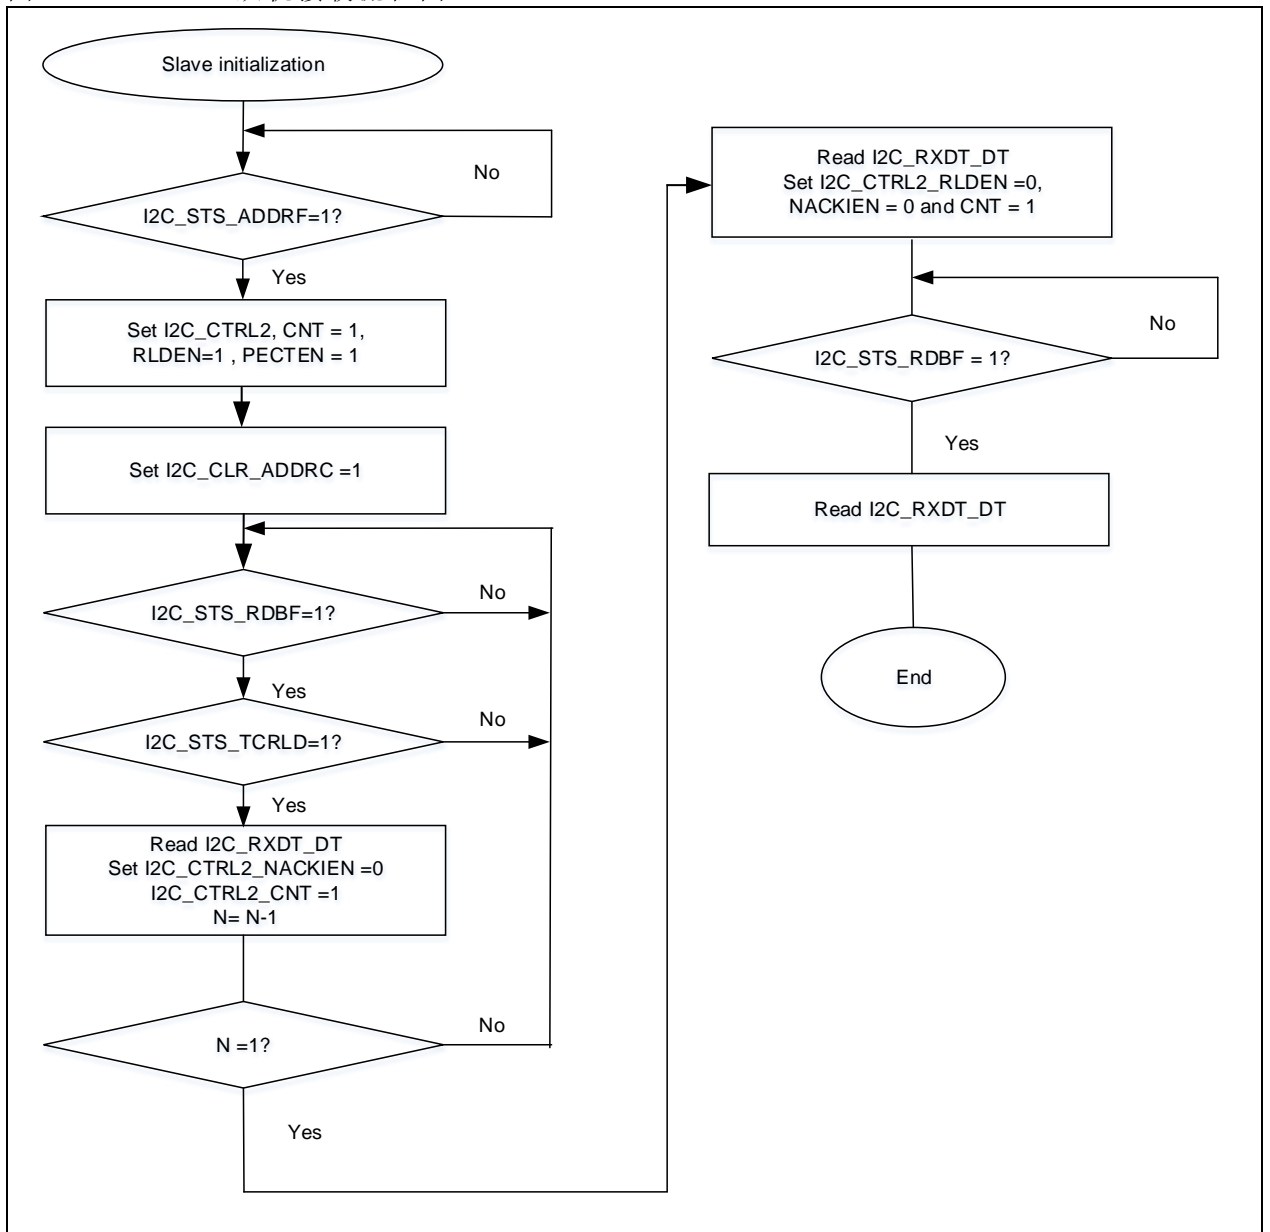 Slave initialization
No
I2C_STS_ADDRF=1?
Yes
Set I2C_CTRL2, CNT = 1,
RLDEN=1 , PECTEN = 1
Set I2C_CLR_ADDRC =1
No
I2C_STS_RDBF=1?
Yes
No
I2C_STS_TCRLD=1?
Yes
Read I2C_RXDT_DT
Set I2C_CTRL2_NACKIEN =0
I2C_CTRL2_CNT =1
N= N-1
No
N =1?
Yes
Read I2C_RXDT_DT
Set I2C_CTRL2_RLDEN =0,
NACKIEN = 0 and CNT = 1
No
I2C_STS_RDBF = 1?
Yes
Read I2C_RXDT_DT
End